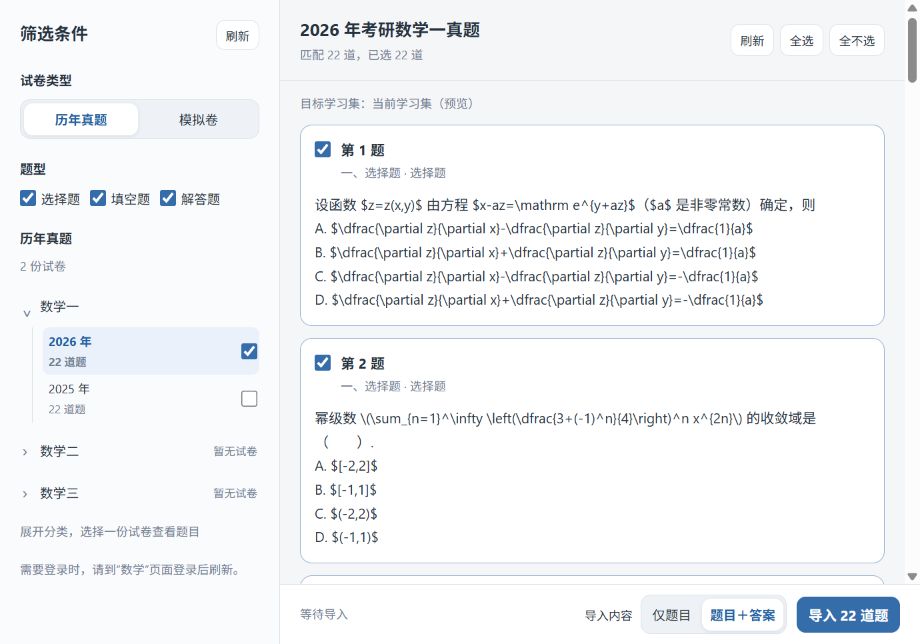 筛选条件
刷新
试卷类型
历年真题
模拟卷
题型
选择题
填空题
解答题
历年真题
2 份试卷
数学一
2026 年
22 道题
2025 年
22 道题
数学二
暂无试卷
数学三
暂无试卷
展开分类，选择一份试卷查看题目
需要登录时，请到“数学”页面登录后刷新。
2026 年考研数学一真题
匹配 22 道，已选 22 道
刷新
全选
全不选
目标学习集：当前学习集（预览）
第 1 题
一、选择题 · 选择题
设函数 $z=z(x,y)$ 由方程 $x-az=\mathrm e^{y+az}$（$a$ 是非零常数）确定，则
A. $\dfrac{\partial z}{\partial x}-\dfrac{\partial z}{\partial y}=\dfrac{1}{a}$
B. $\dfrac{\partial z}{\partial x}+\dfrac{\partial z}{\partial y}=\dfrac{1}{a}$
C. $\dfrac{\partial z}{\partial x}-\dfrac{\partial z}{\partial y}=-\dfrac{1}{a}$
D. $\dfrac{\partial z}{\partial x}+\dfrac{\partial z}{\partial y}=-\dfrac{1}{a}$
第 2 题
一、选择题 · 选择题
幂级数 \(\sum_{n=1}^\infty \left(\dfrac{3+(-1)^n}{4}\right)^n x^{2n}\) 的收敛域是
（　　）.
A. $[-2,2]$
B. $[-1,1]$
C. $(-2,2)$
D. $(-1,1)$
等待导入
导入内容
仅题目
题目＋答案
导入 22 道题